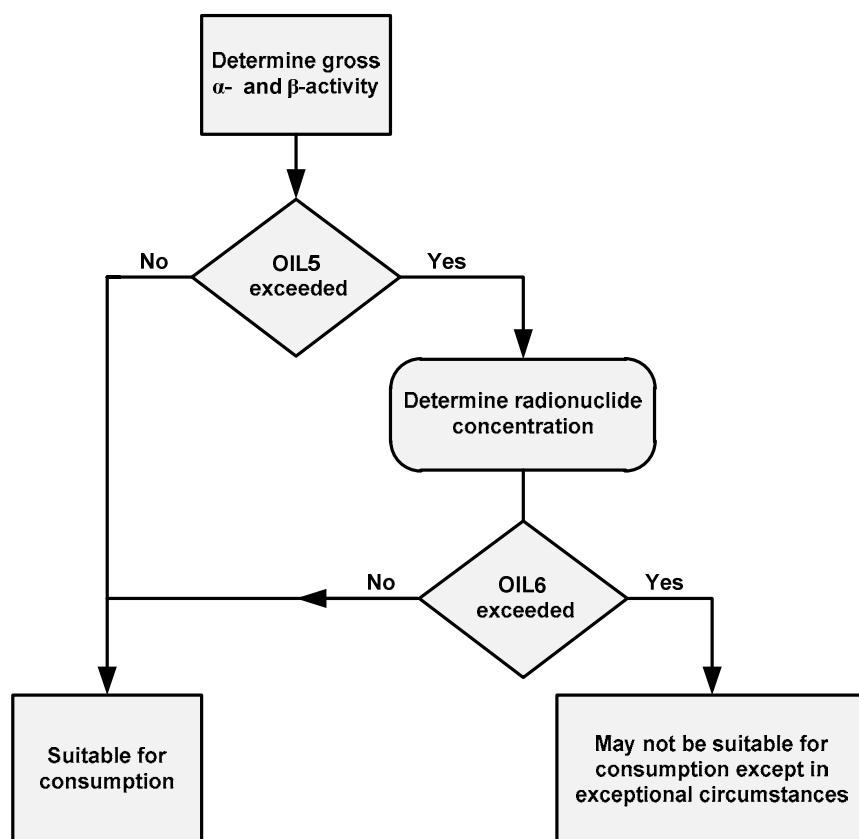 Determine gross
α- and β-activity
No
OIL5
exceeded
Yes
Determine radionuclide
concentration
No
OIL6
exceeded
Yes
Suitable for
consumption
May not be suitable for
consumption except in
exceptional circumstances